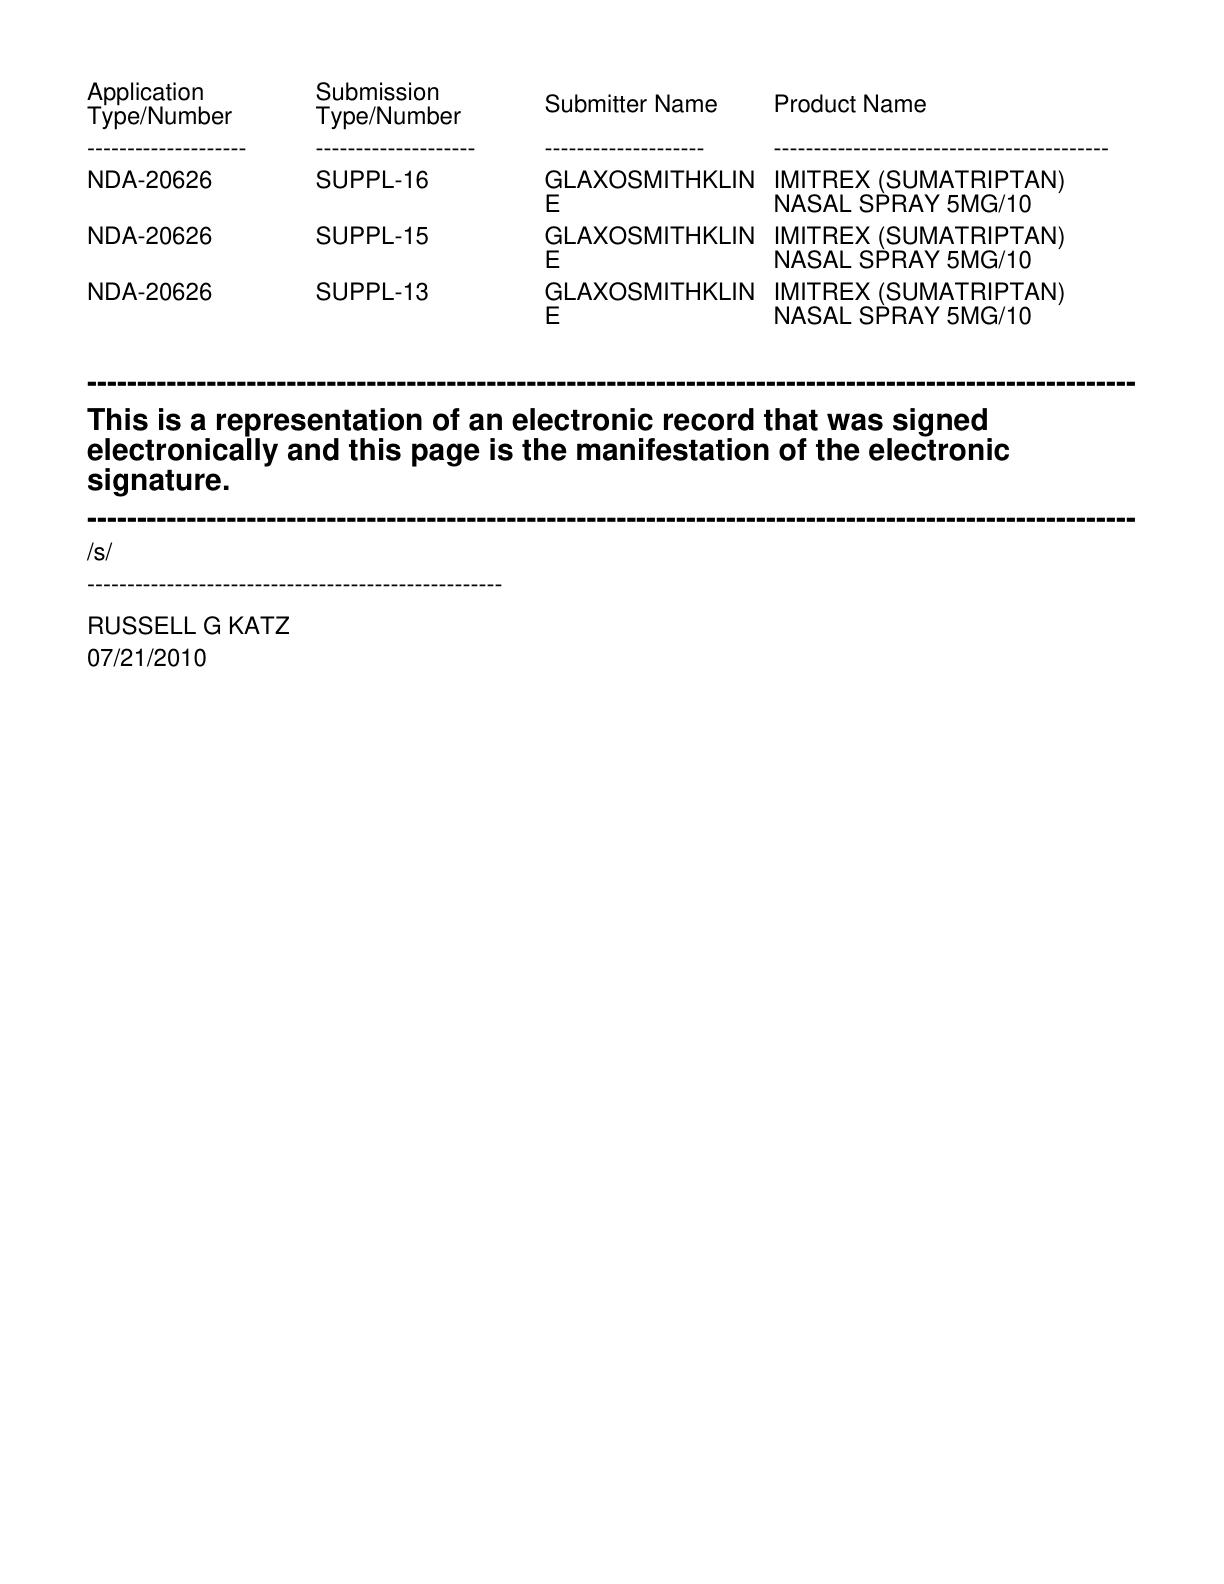 Application Type/Number Submission Type/Number Submitter Name Product Name
-------------------- -------------------- -------------------- ------------------------------------------
NDA-20626 SUPPL-16 GLAXOSMITHKLIN IMITREX (SUMATRIPTAN)
E NASAL SPRAY 5MG/10
NDA-20626 SUPPL-15 GLAXOSMITHKLIN IMITREX (SUMATRIPTAN)
E NASAL SPRAY 5MG/10
NDA-20626 SUPPL-13 GLAXOSMITHKLIN IMITREX (SUMATRIPTAN)
E NASAL SPRAY 5MG/10
---------------------------------------------------------------------------------------------------------
This is a representation of an electronic record that was signed
electronically and this page is the manifestation of the electronic
signature.
---------------------------------------------------------------------------------------------------------
/s/
----------------------------------------------------
RUSSELL G KATZ
07/21/2010